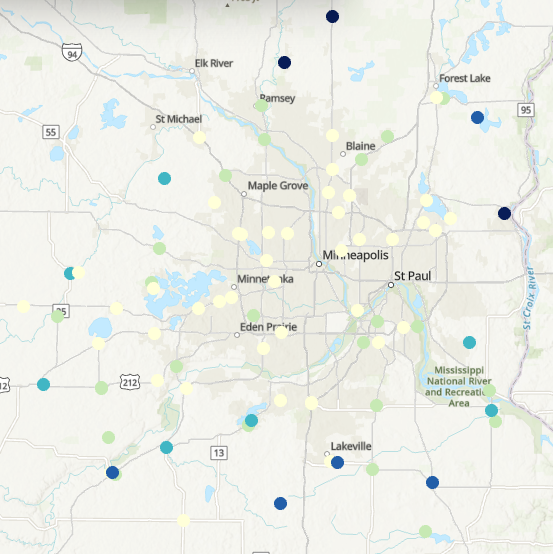 94
Elk River
Forest Lake
Ramsey
95
St Michael
55
Blaine
Maple Grove
Minneapolis
St Paul
Minnetonka
St Croix River
Eden Prairie
212
Mississippi
National River
and Recreation
Area
12
Lakeville
13